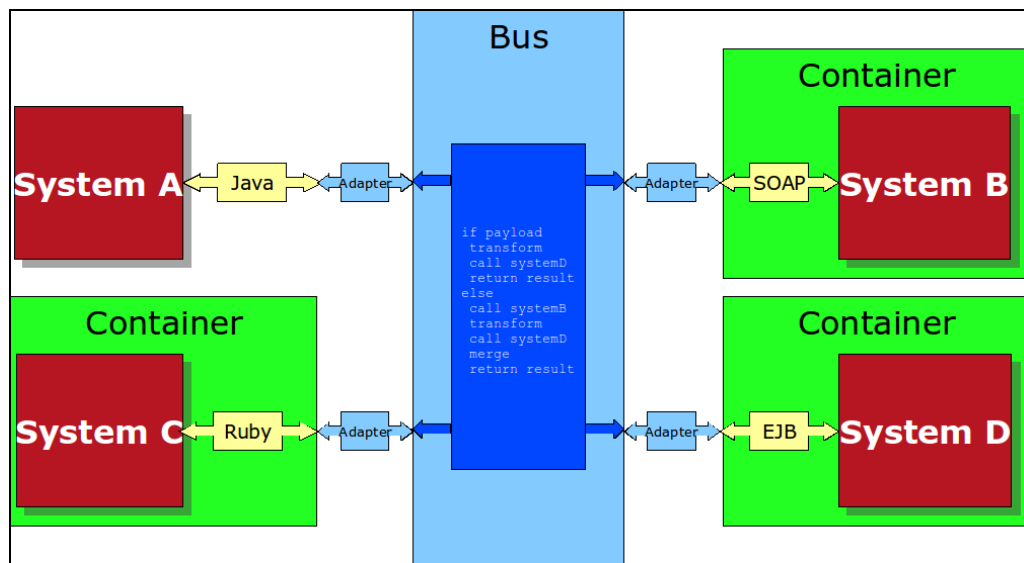 Bus
Container
System A
Java
Adapter
Adapter
SOAP
System B
if payload
transform
call systemD
return result
else
call systemB
transform
call systemD
merge
return result
Container
Container
System C
Ruby
Adapter
Adapter
EJB
System D